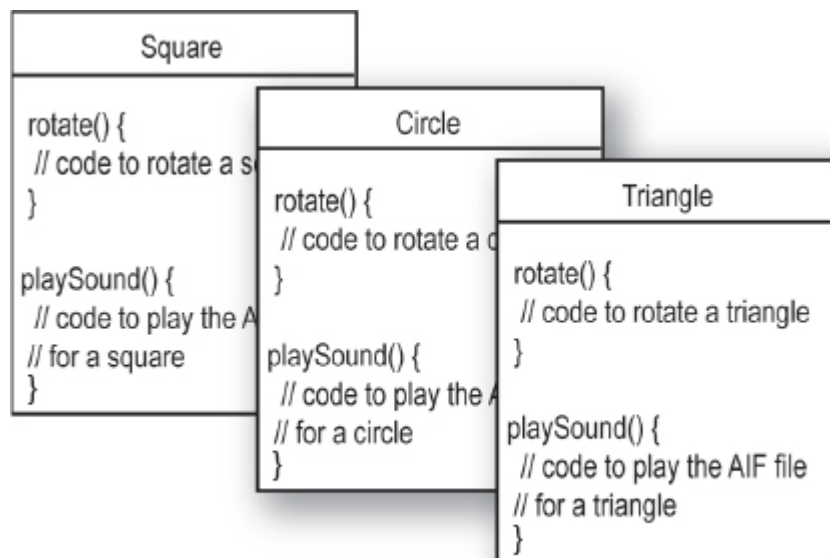 Square
rotate() {
// code to rotate a
}
playSound() {
// code to play the
// for a square
}
Circle
rotate() {
// code to rotate a
}
playSound() {
// code to play the
// for a circle
}
Triangle
rotate() {
// code to rotate a triangle
}
playSound() {
// code to play the AIF file
// for a triangle
}